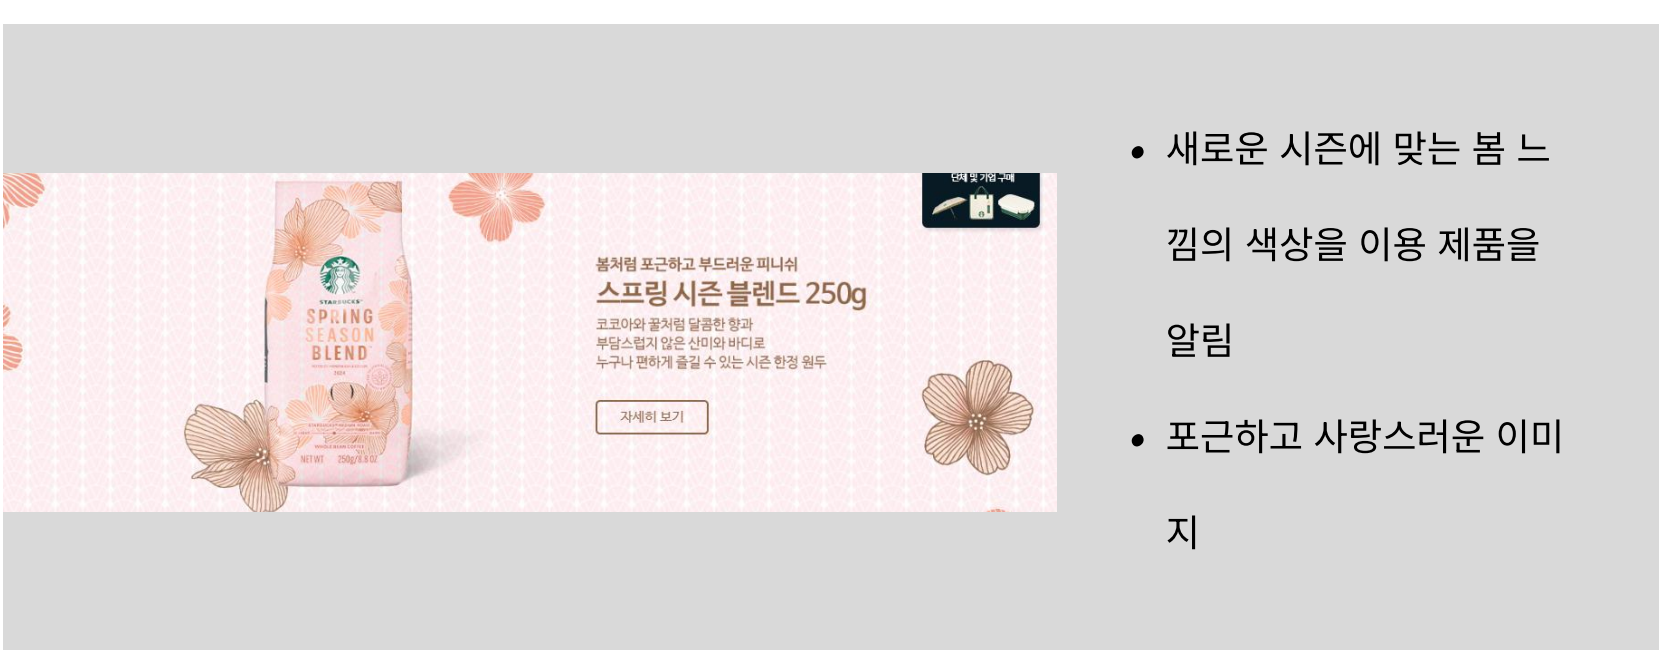 단체 및 기업 구매
봄처럼 포근하고 부드러운 피니쉬
스프링 시즌 블렌드 250g
코코아와 꿀처럼 달콤한 향과
부담스럽지 않은 산미와 바디로
누구나 편하게 즐길 수 있는 시즌 한정 원두
자세히 보기
STARBUCKS
SPRING
SEASON
BLEND
WHOLE BEAN COFFEE
NET WT 250g/8.8 OZ
• 새로운 시즌에 맞는 봄 느
낌의 색상을 이용 제품을
알림
• 포근하고 사랑스러운 이미
지